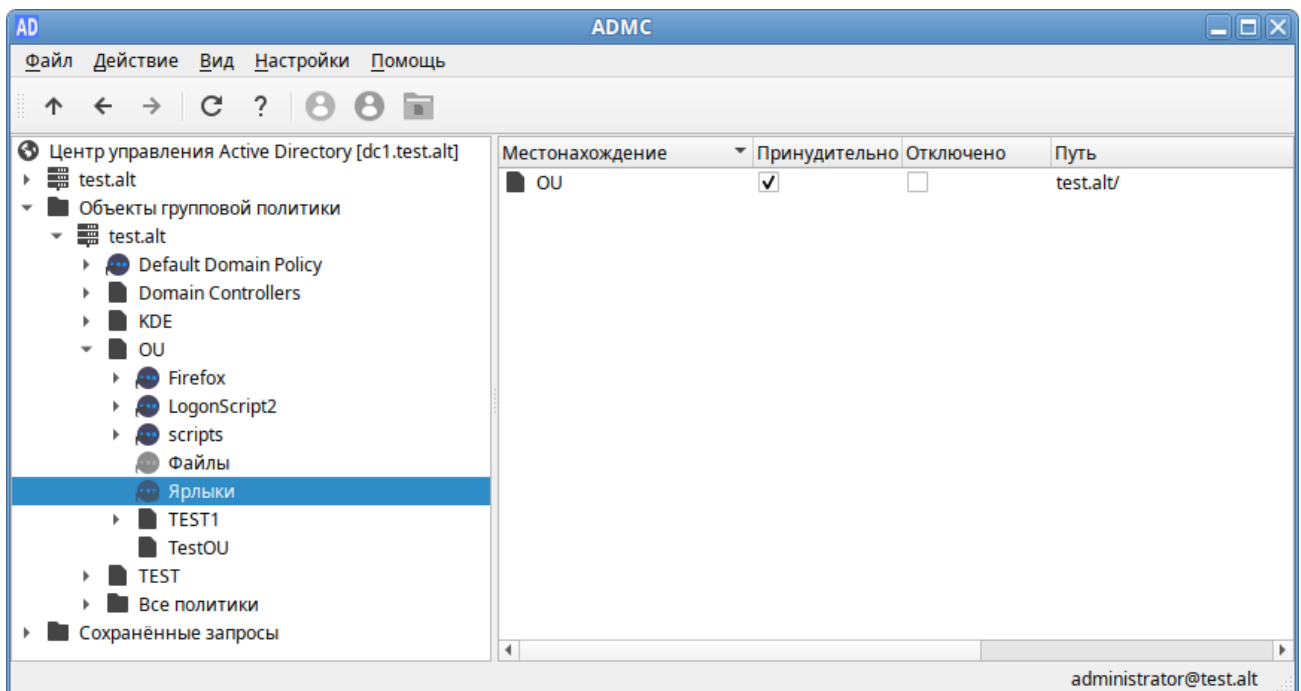 AD ADMC
Файл Действие Вид Настройки Помощь
?
Центр управления Active Directory [dc1.test.alt]
test.alt
Объекты групповой политики
test.alt
Default Domain Policy
Domain Controllers
KDE
OU
Firefox
LogonScript2
scripts
Файлы
Ярлыки
TEST1
TestOU
TEST
Все политики
Сохранённые запросы
Местонахождение Принудительно Отключено Путь
OU test.alt/
administrator@test.alt